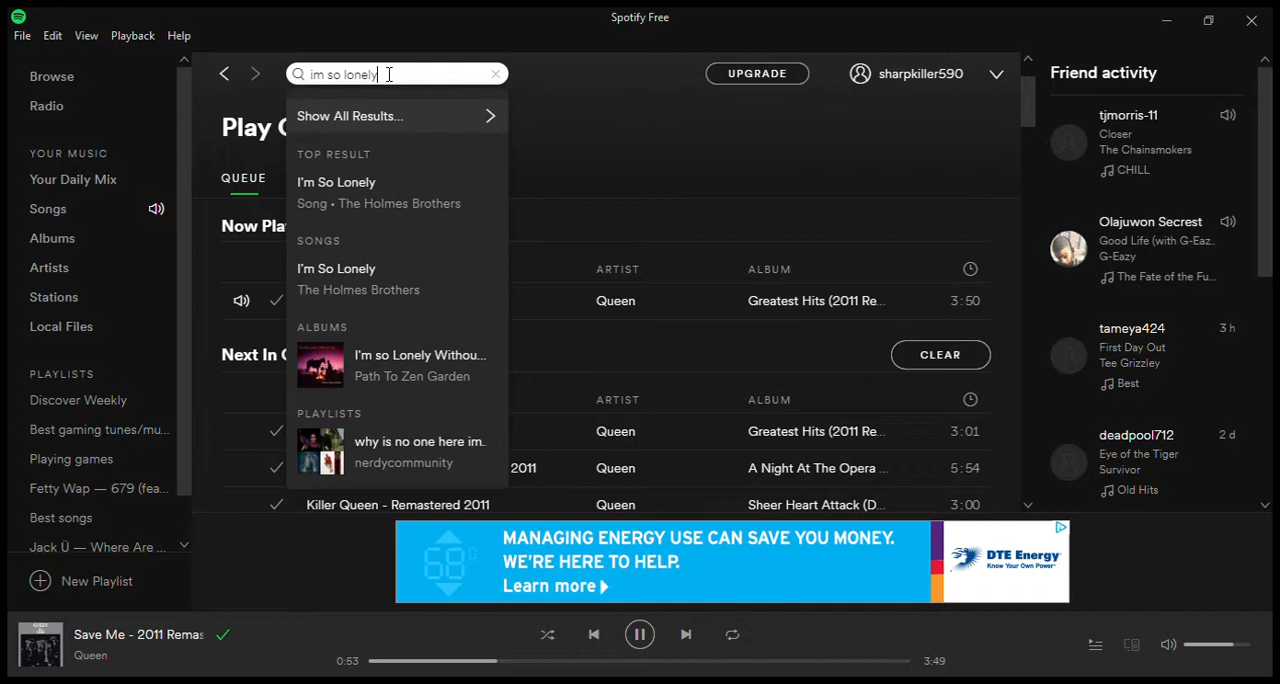 Spotify Free
File Edit View Playback Help
Browse
Radio
YOUR MUSIC
Your Daily Mix
Songs
Albums
Artists
Stations
Local Files
PLAYLISTS
Discover Weekly
Best gaming tunes/mu...
Playing games
Fetty Wap — 679 (fea...
Best songs
Jack Ü — Where Are ...
New Playlist
im so lonely
Show All Results...
TOP RESULT
I'm So Lonely
Song • The Holmes Brothers
SONGS
I'm So Lonely
The Holmes Brothers
ALBUMS
I'm so Lonely Withou...
Path To Zen Garden
PLAYLISTS
why is no one here im..
nerdycommunity
UPGRADE
sharpkiller590
Play
QUEUE
Now Pla
ARTIST ALBUM
Queen Greatest Hits (2011 Re... 3:50
Next In
CLEAR
ARTIST ALBUM
Queen Greatest Hits (2011 Re... 3:01
2011 Queen A Night At The Opera ... 5:54
Killer Queen - Remastered 2011 Queen Sheer Heart Attack (D... 3:00
Friend activity
tjmorris-11
Closer
The Chainsmokers
CHILL
Olajuwon Secrest
Good Life (with G-Eaz..
G-Eazy
The Fate of the Fu...
tameya424 3 h
First Day Out
Tee Grizzley
Best
deadpool712 2 d
Eye of the Tiger
Survivor
Old Hits
68°
MANAGING ENERGY USE CAN SAVE YOU MONEY.
WE'RE HERE TO HELP.
Learn more
DTE Energy
Know Your Own Power
Save Me - 2011 Remas
Queen
0:53
3:49